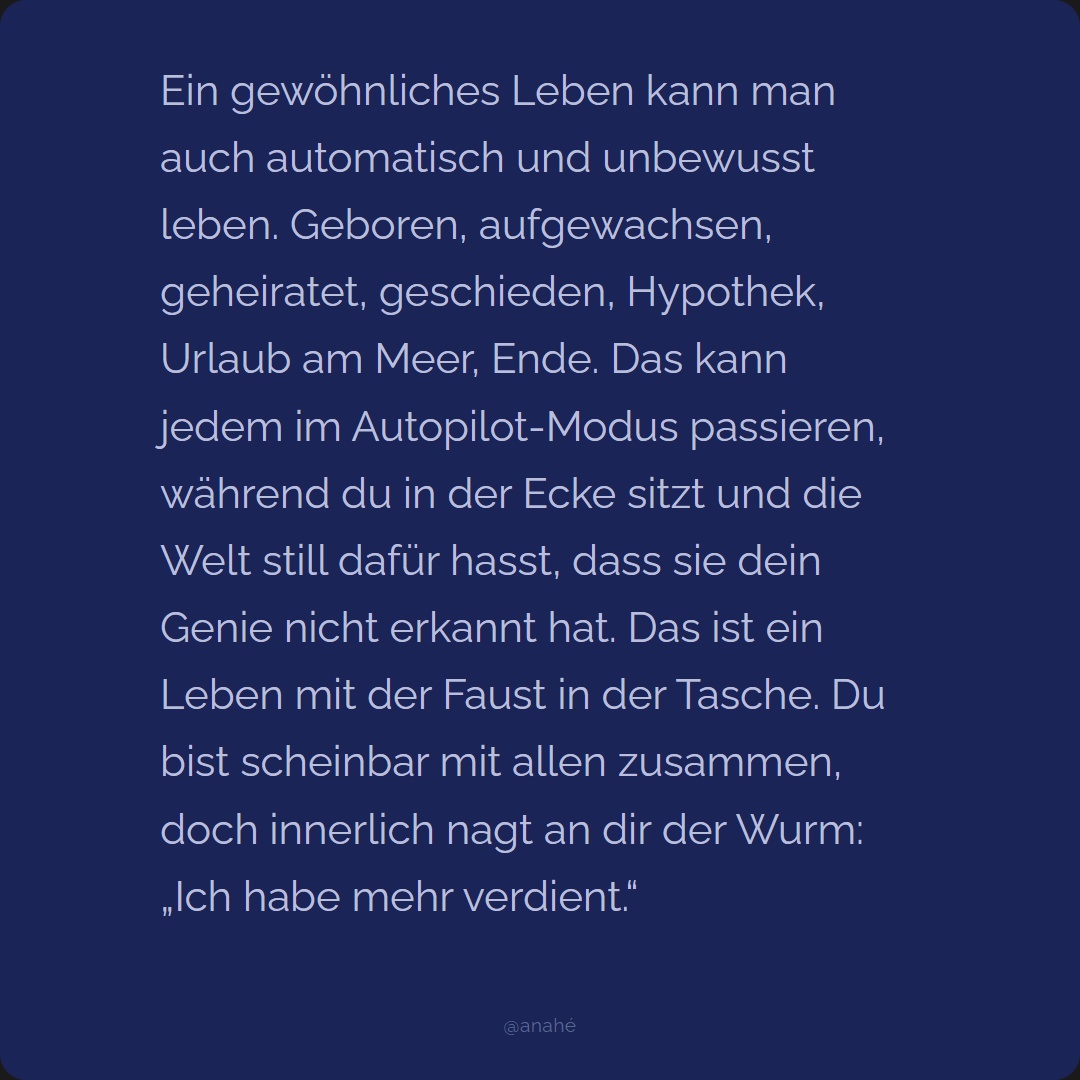 Ein gewöhnliches Leben kann man
auch automatisch und unbewusst
leben. Geboren, aufgewachsen,
geheiratet, geschieden, Hypothek,
Urlaub am Meer, Ende. Das kann
jedem im Autopilot-Modus passieren,
während du in der Ecke sitzt und die
Welt still dafür hasst, dass sie dein
Genie nicht erkannt hat. Das ist ein
Leben mit der Faust in der Tasche. Du
bist scheinbar mit allen zusammen,
doch innerlich nagt an dir der Wurm:
„Ich habe mehr verdient.“
@anahé